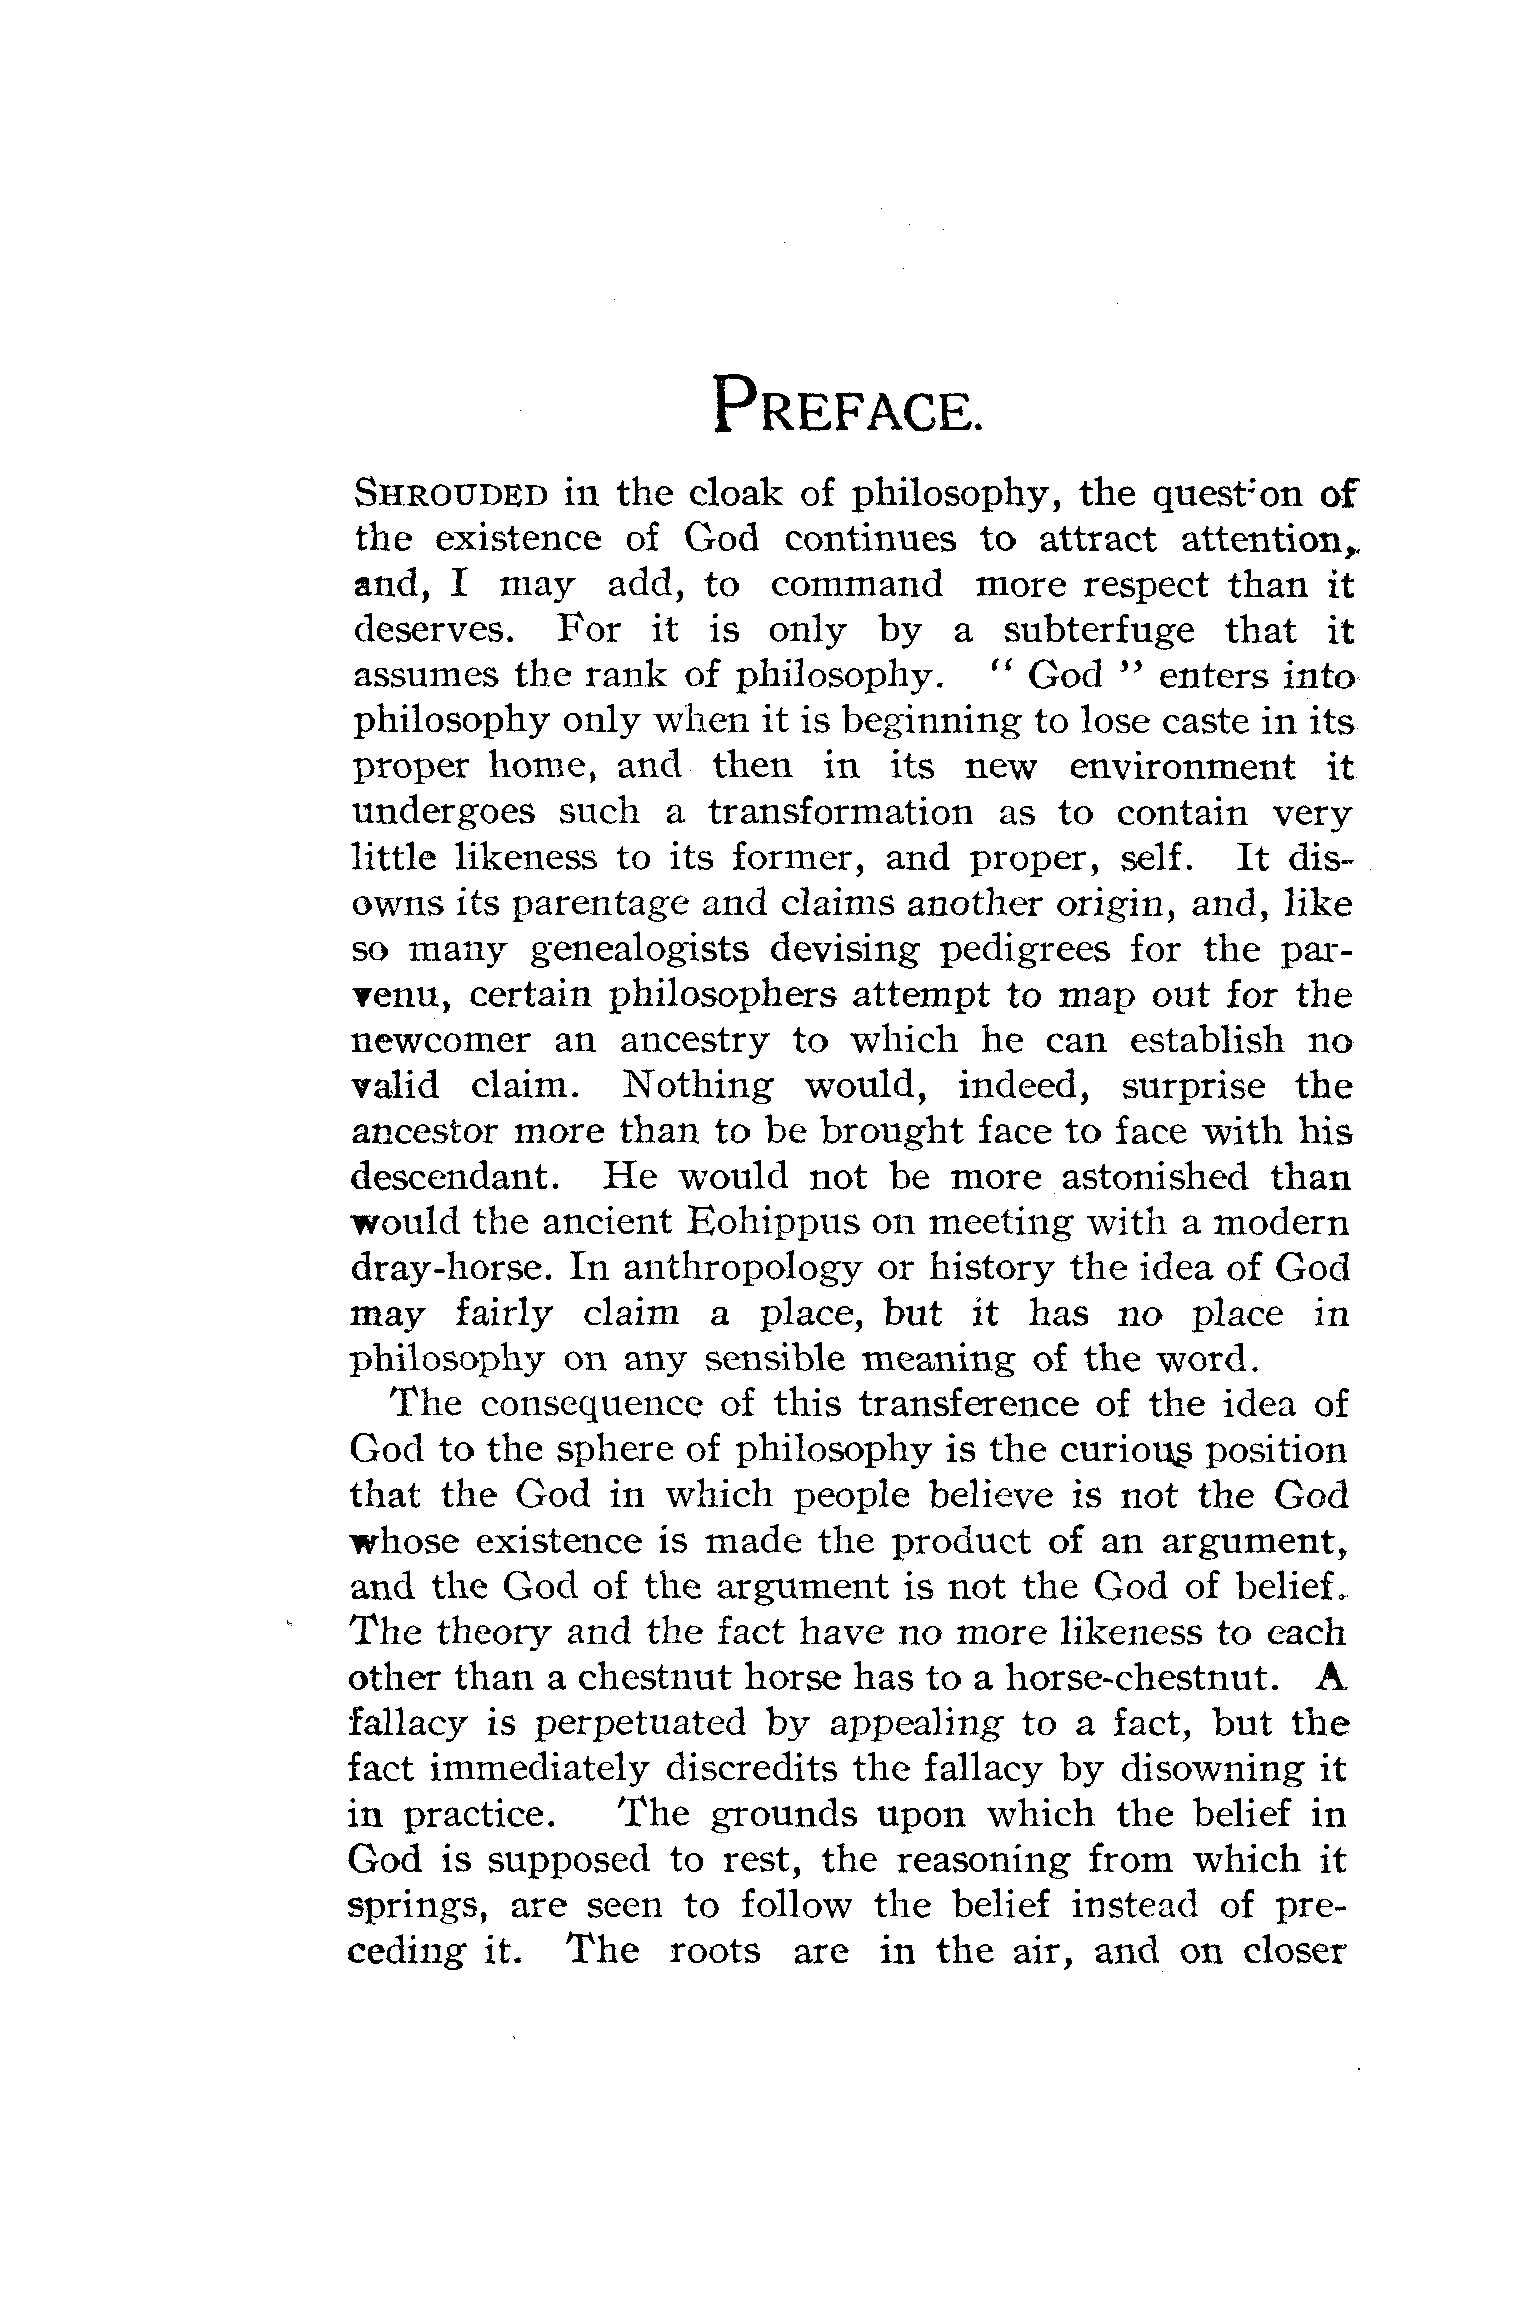 PREFACE.
SHROUDED in the cloak of philosophy, the question of
the existence of God continues to attract attention,
and, I may add, to command more respect than it
deserves. For it is only by a subterfuge that it
assumes the rank of philosophy. " God " enters into
philosophy only when it is beginning to lose caste in its
proper home, and then in its new environment it
undergoes such a transformation as to contain very
little likeness to its former, and proper, self. It dis-
owns its parentage and claims another origin, and, like
so many genealogists devising pedigrees for the par-
venu, certain philosophers attempt to map out for the
newcomer an ancestry to which he can establish no
valid claim. Nothing would, indeed, surprise the
ancestor more than to be brought face to face with his
descendant. He would not be more astonished than
would the ancient Eohippus on meeting with a modern
dray-horse. In anthropology or history the idea of God
may fairly claim a place, but it has no place in
philosophy on any sensible meaning of the word.
The consequence of this transference of the idea of
God to the sphere of philosophy is the curious position
that the God in which people believe is not the God
whose existence is made the product of an argument,
and the God of the argument is not the God of belief.
The theory and the fact have no more likeness to each
other than a chestnut horse has to a horse-chestnut. A
fallacy is perpetuated by appealing to a fact, but the
fact immediately discredits the fallacy by disowning it
in practice. The grounds upon which the belief in
God is supposed to rest, the reasoning from which it
springs, are seen to follow the belief instead of pre-
ceding it. The roots are in the air, and on closer